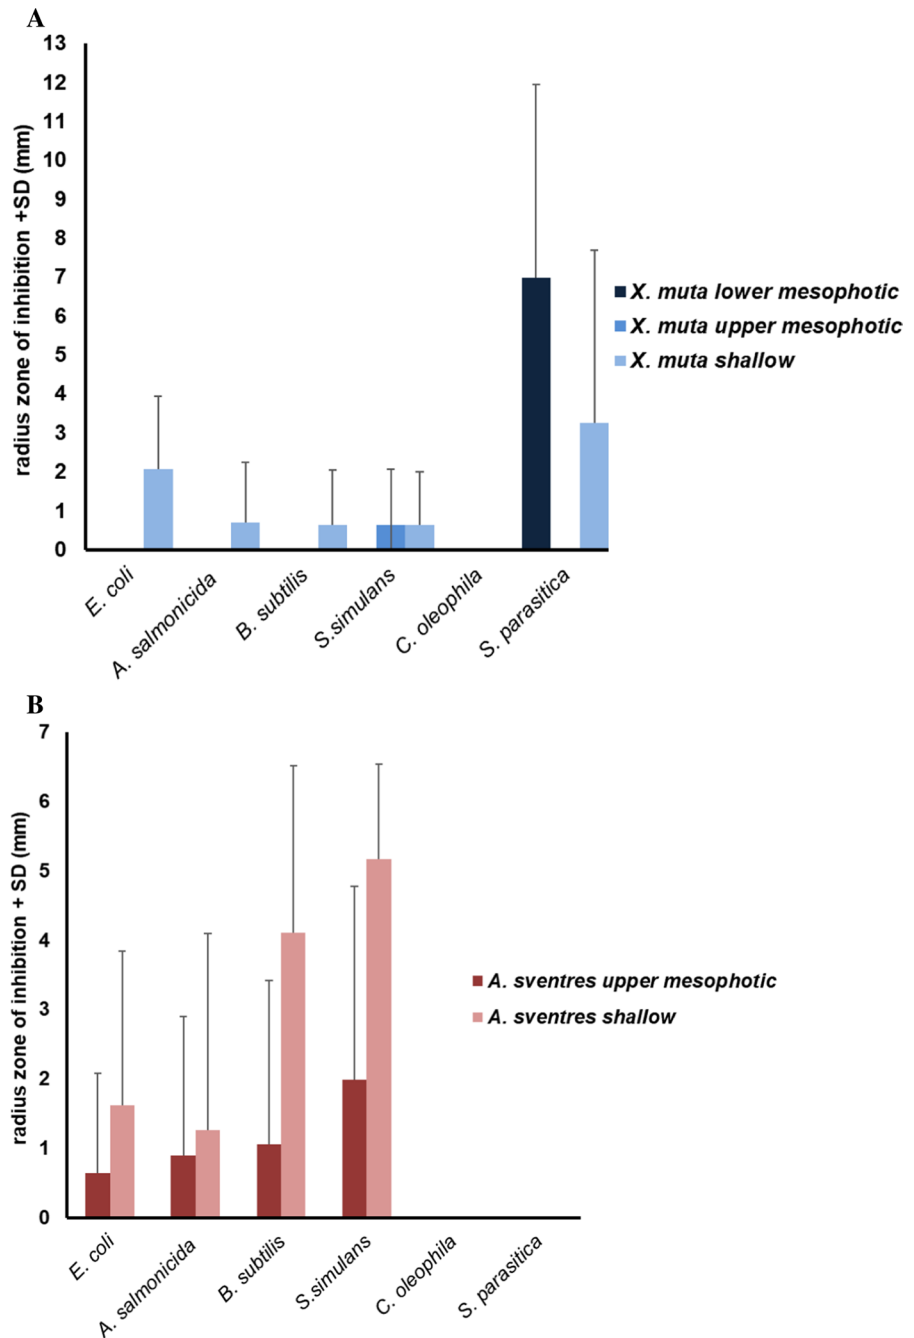 A
13
12
11
10
9
8
7
6
5
4
3
2
1
0
radius zone of inhibition +SD (mm)
E. coli
A. salmonicida
B. subtilis
S.simulans
C. oleophila
S. parasitica
X. muta lower mesophotic
X. muta upper mesophotic
X. muta shallow
B
7
6
5
4
3
2
1
0
radius zone of inhibition + SD (mm)
E. coli
A. salmonicida
B. subtilis
S.simulans
C. oleophila
S. parasitica
A. sventres upper mesophotic
A. sventres shallow